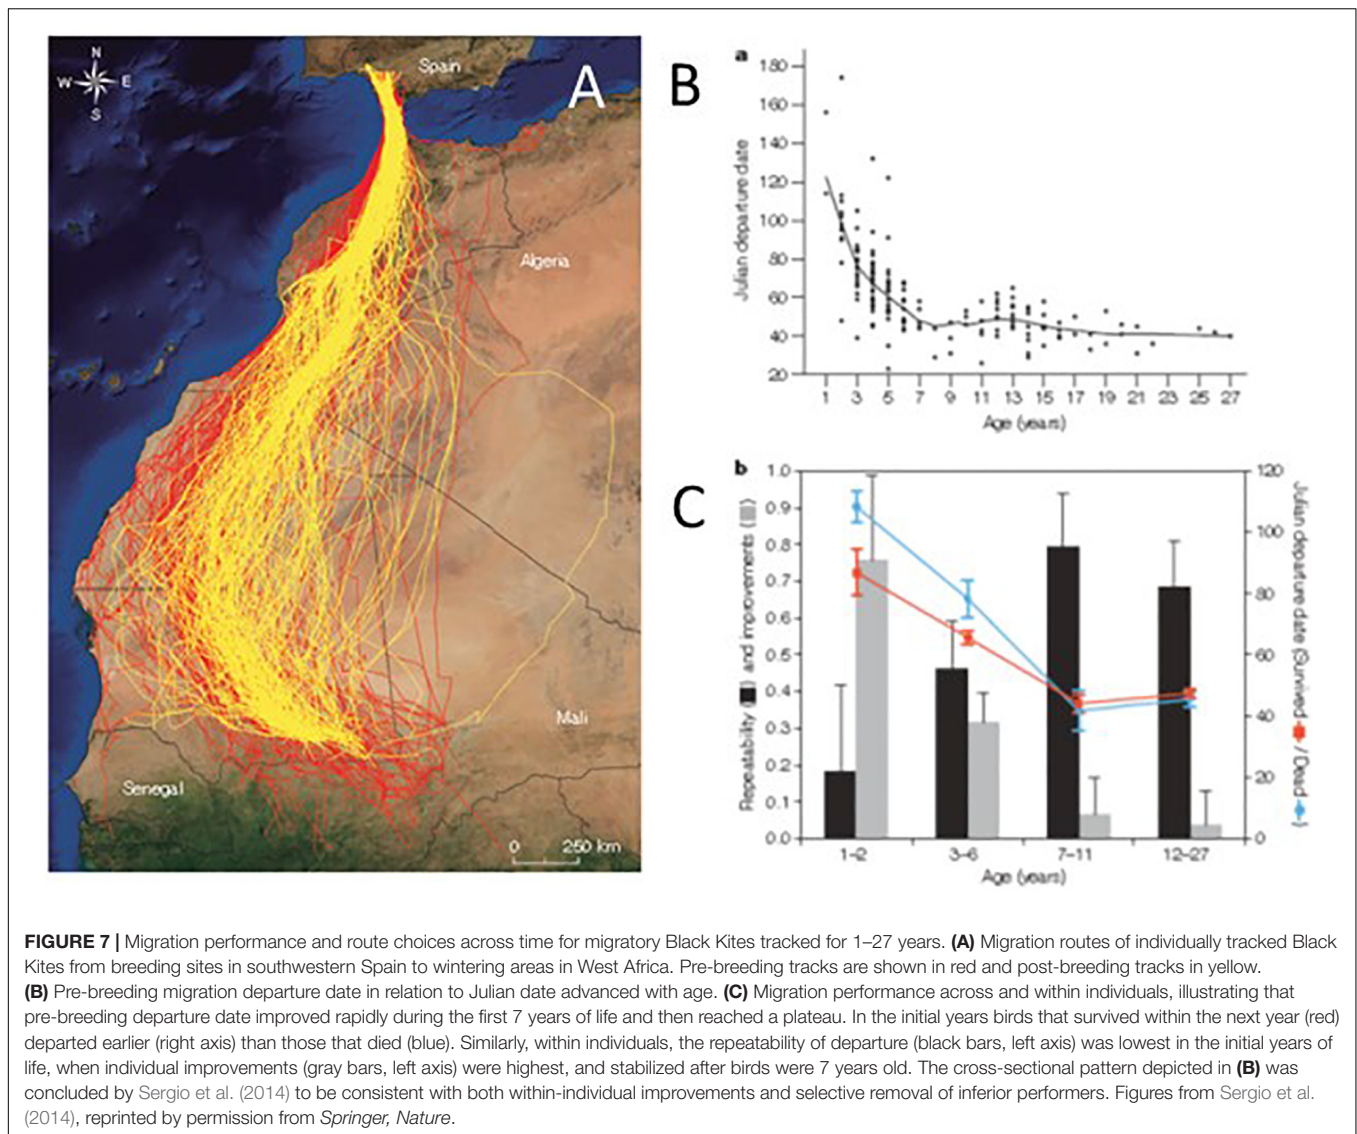 N
W E
S
Spain
A
Algeria
Mali
Senegal
0 250 km
B
a
180
160
140
120
100
80
60
40
20
Julian departure date
1 3 5 7 9 11 13 15 17 19 21 23 25 27
Age (years)
C
b
1.0
0.9
0.8
0.7
0.6
0.5
0.4
0.3
0.2
0.1
0.0
Repeatability (■) and improvements (■)
120
100
80
60
40
20
0
Julian departure date (Survived ■ / Dead ●)
1–2 3–6 7–11 12–27
Age (years)
FIGURE 7 | Migration performance and route choices across time for migratory Black Kites tracked for 1–27 years. (A) Migration routes of individually tracked Black
Kites from breeding sites in southwestern Spain to wintering areas in West Africa. Pre-breeding tracks are shown in red and post-breeding tracks in yellow.
(B) Pre-breeding migration departure date in relation to Julian date advanced with age. (C) Migration performance across and within individuals, illustrating that
pre-breeding departure date improved rapidly during the first 7 years of life and then reached a plateau. In the initial years birds that survived within the next year (red)
departed earlier (right axis) than those that died (blue). Similarly, within individuals, the repeatability of departure (black bars, left axis) was lowest in the initial years of
life, when individual improvements (gray bars, left axis) were highest, and stabilized after birds were 7 years old. The cross-sectional pattern depicted in (B) was
concluded by Sergio et al. (2014) to be consistent with both within-individual improvements and selective removal of inferior performers. Figures from Sergio et al.
(2014), reprinted by permission from Springer, Nature.